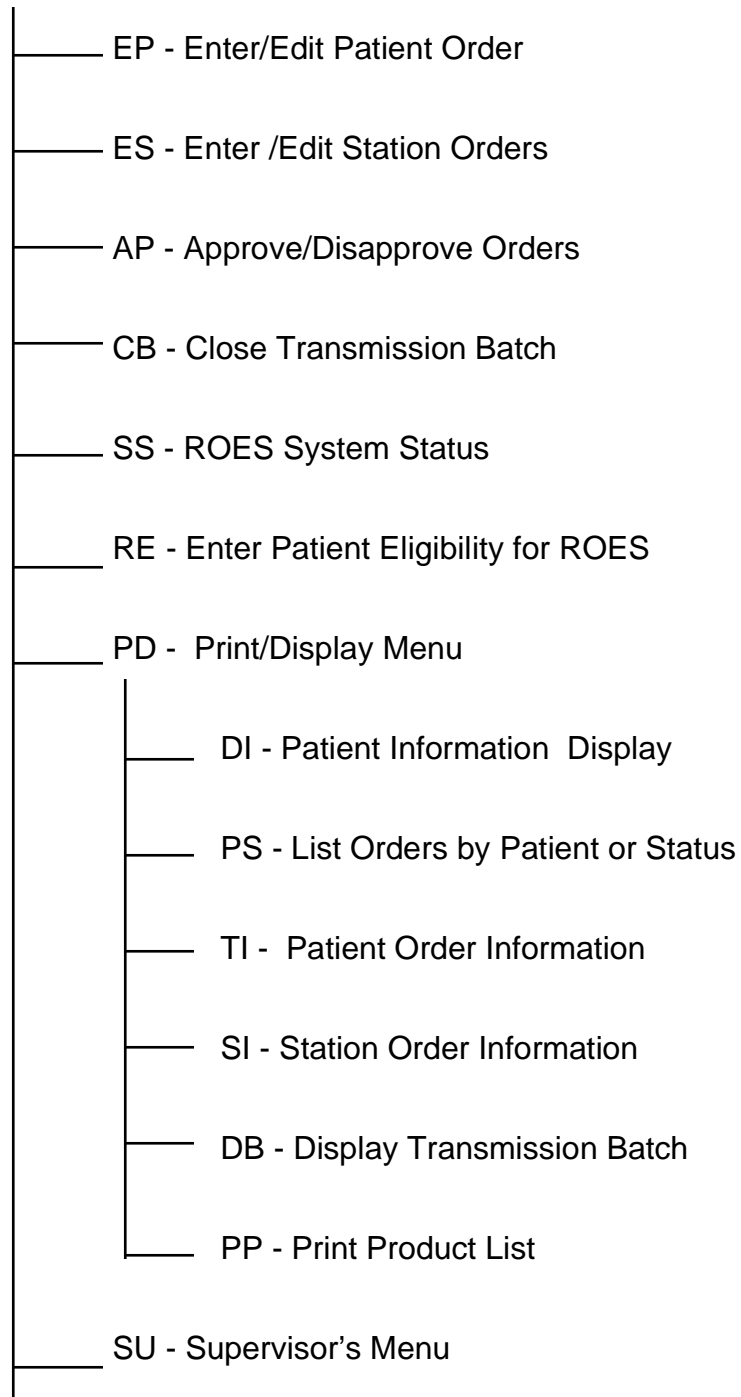 EP - Enter/Edit Patient Order
ES - Enter /Edit Station Orders
AP - Approve/Disapprove Orders
CB - Close Transmission Batch
SS - ROES System Status
RE - Enter Patient Eligibility for ROES
PD -  Print/Display Menu
DI - Patient Information  Display
PS - List Orders by Patient or Status
TI -  Patient Order Information
SI - Station Order Information
DB - Display Transmission Batch
PP - Print Product List
SU - Supervisor's Menu